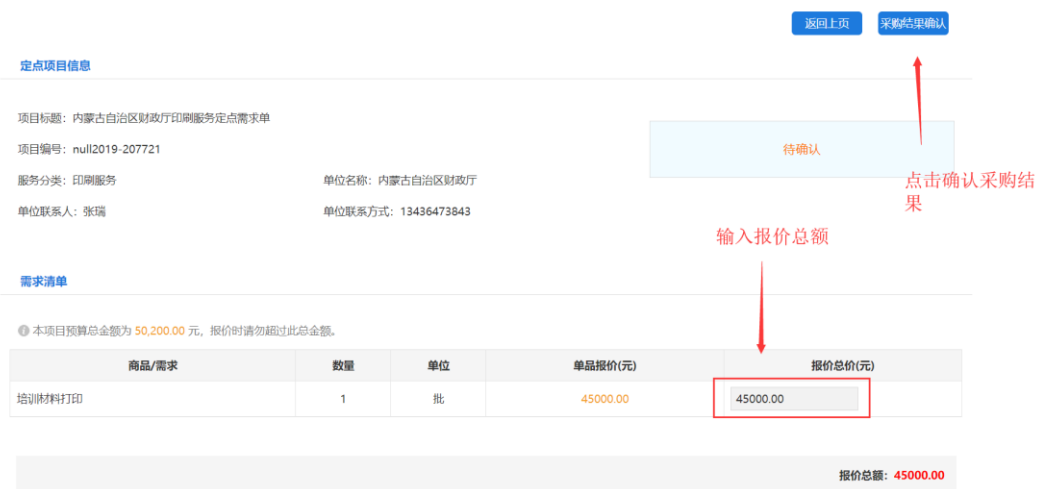 返回上页 采购结果确认
定点项目信息
项目标题：内蒙古自治区财政厅印刷服务定点需求单
项目编号：null2019-207721
待确认
服务分类：印刷服务 单位名称：内蒙古自治区财政厅
点击确认采购结
果
单位联系人：张瑞 单位联系方式：13436473843
输入报价总额
需求清单
本项目预算总金额为 50,200.00 元，报价时请勿超过此总金额。
商品/需求 数量 单位 单品报价(元) 报价总价(元)
培训材料打印 1 批 45000.00 45000.00
报价总额：45000.00